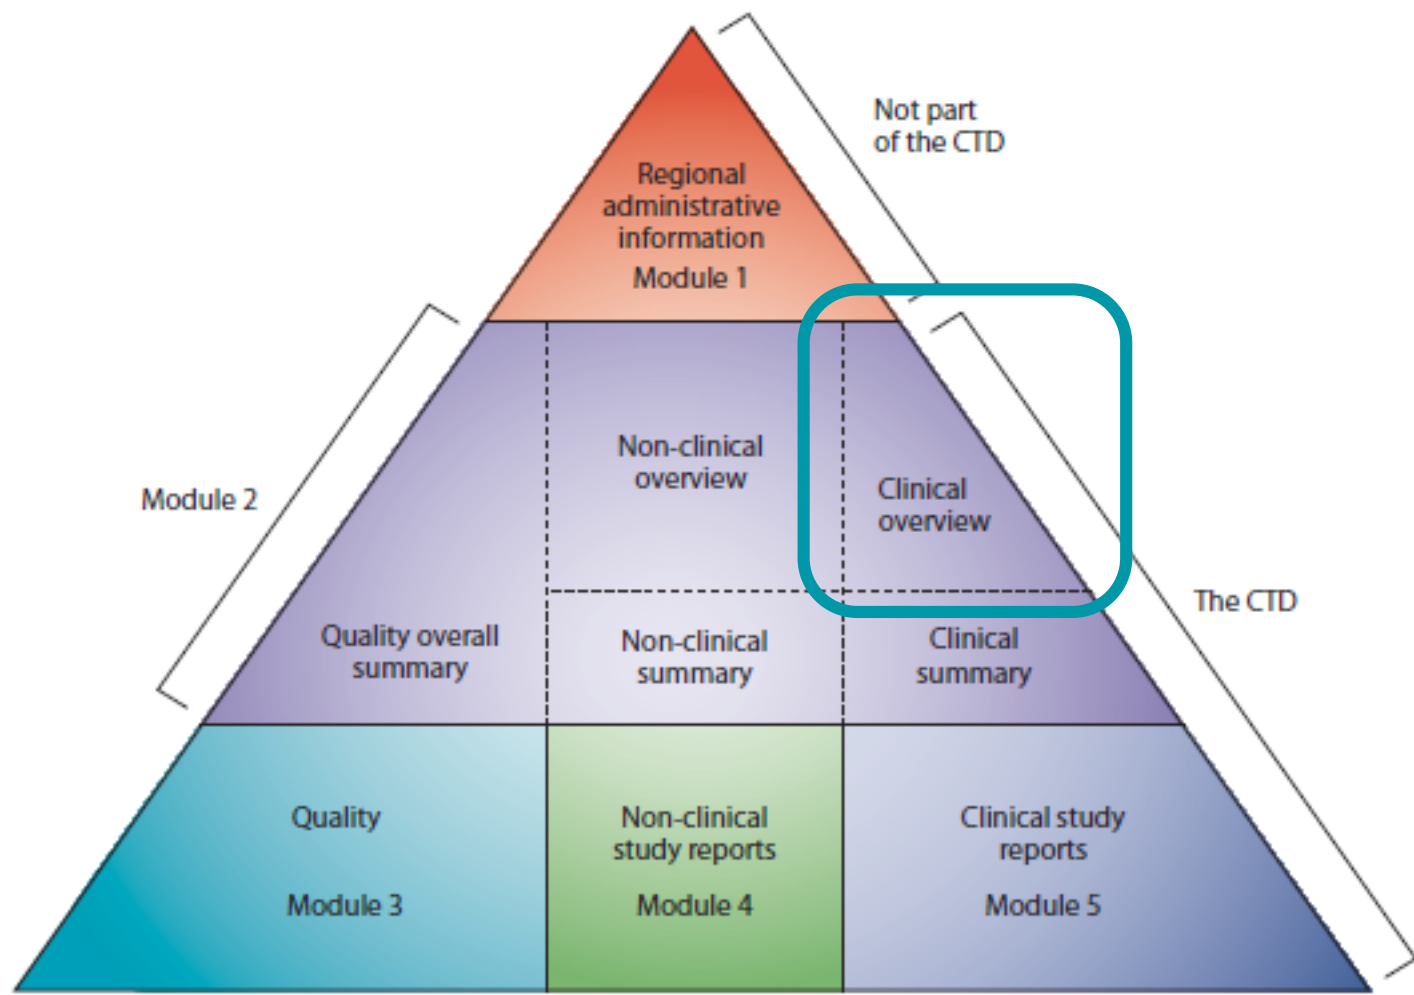 Not part
of the CTD
Regional
administrative
information
Module 1
Module 2
Non-clinical
overview
Clinical
overview
The CTD
Quality overall
summary
Non-clinical
summary
Clinical
summary
Quality
Module 3
Non-clinical
study reports
Module 4
Clinical study
reports
Module 5